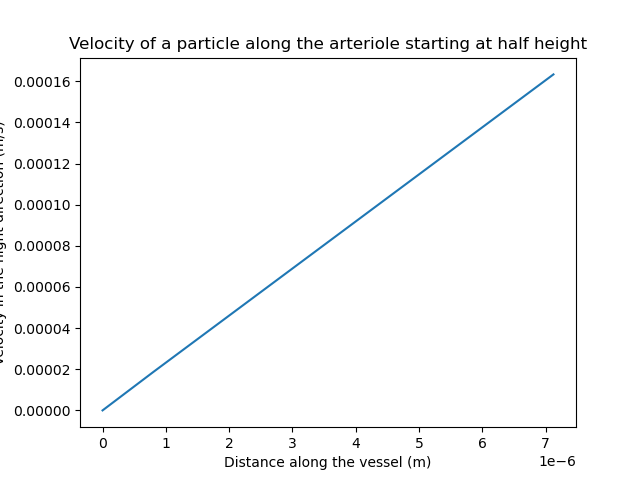 Velocity of a particle along the arteriole starting at half height
0.00016
0.00014
0.00012
0.00010
0.00008
0.00006
0.00004
0.00002
0.00000
in the
direction (m/s)
0 1 2 3 4 5 6 7
1e−6
Distance along the vessel (m)